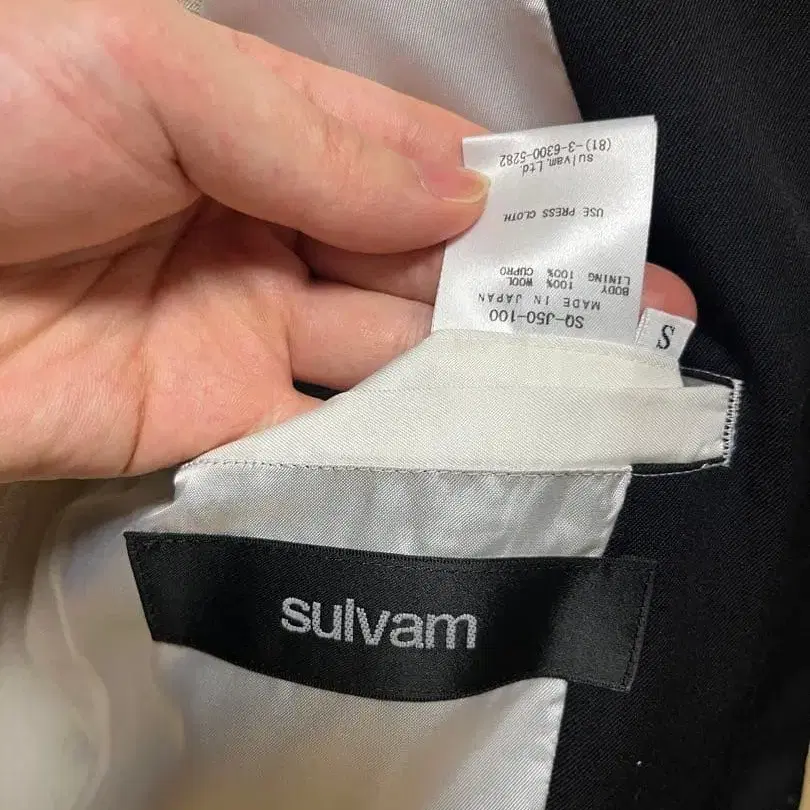 SQ-J50-100
MADE IN JAPAN
BODY 100% WOOL
LINING 100% CUPRO
USE PRESS CLOTH.
sulvam.Ltd.
(81)-3-6300-5282
S
sulvam